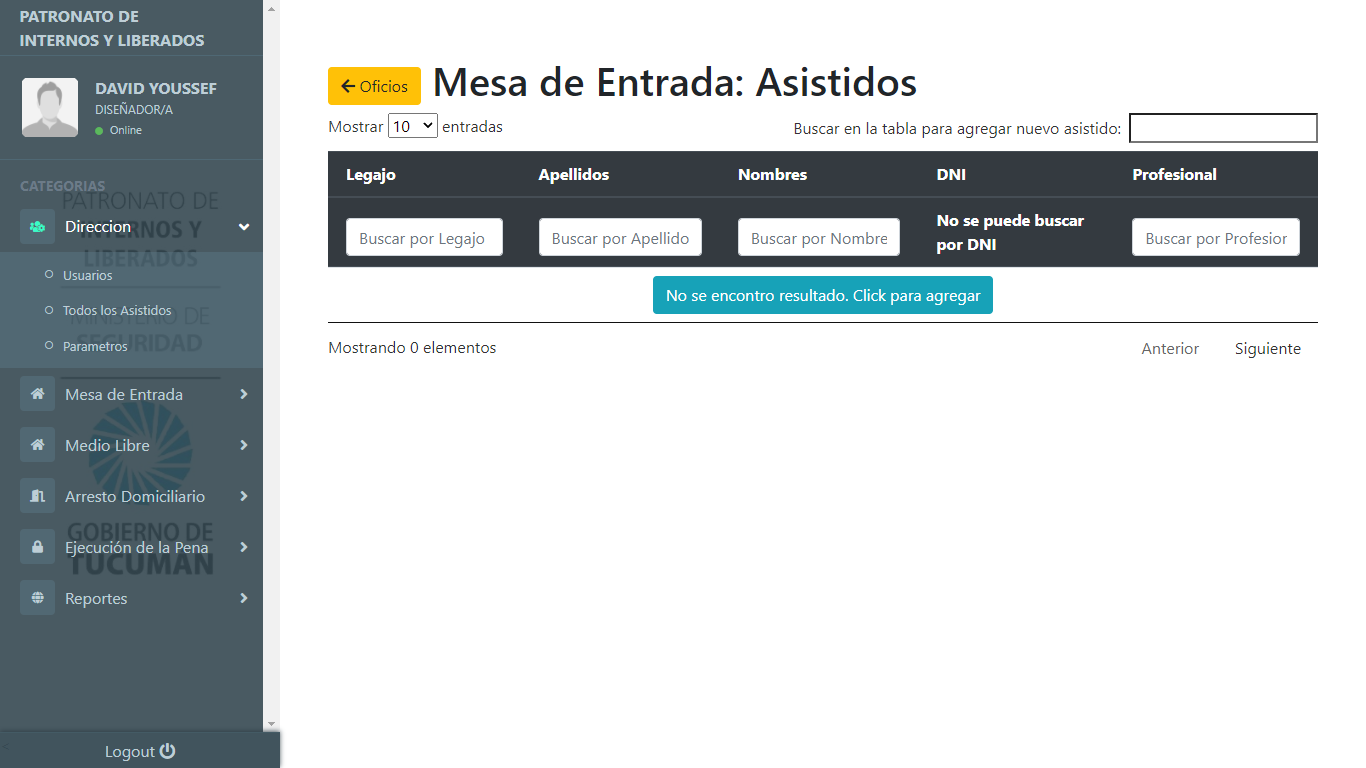 PATRONATO DE
INTERNOS Y LIBERADOS
DAVID YOUSSEF
DISEÑADOR/A
Online
CATEGORIAS
PATRONATO DE
INTERNOS Y
LIBERADOS
MINISTERIO DE
SEGURIDAD
GOBIERNO DE
TUCUMAN
Direccion
Usuarios
Todos los Asistidos
Parametros
Mesa de Entrada
Medio Libre
Arresto Domiciliario
Ejecución de la Pena
Reportes
Logout
Oficios
Mesa de Entrada: Asistidos
Mostrar 10 entradas
Buscar en la tabla para agregar nuevo asistido:
Legajo Apellidos Nombres DNI Profesional
Buscar por Legajo Buscar por Apellido Buscar por Nombre No se puede buscar
por DNI
Buscar por Profesior
No se encontro resultado. Click para agregar
Mostrando 0 elementos
Anterior Siguiente